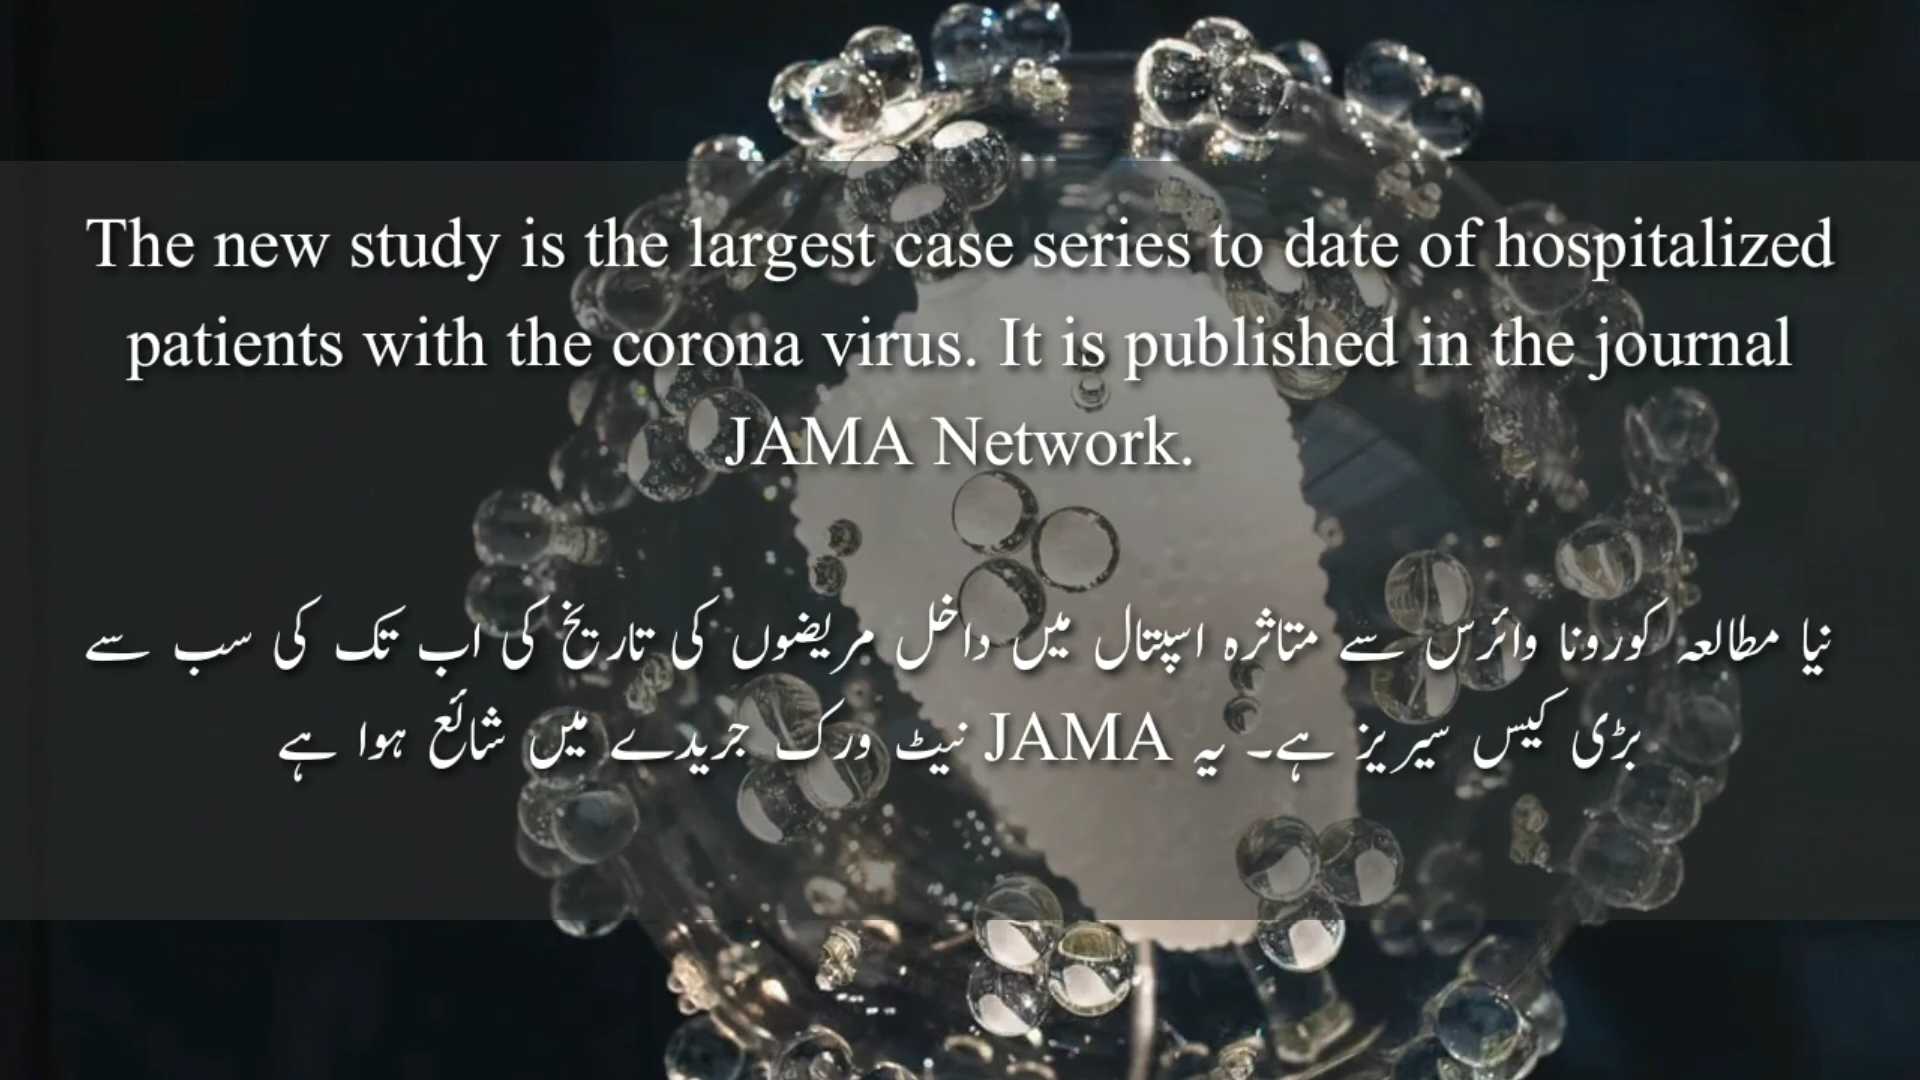 The new study is the largest case series to date of hospitalized
patients with the corona virus. It is published in the journal
JAMA Network.
نیا مطالعہ کورونا وائرس سے متاثرہ اسپتال میں داخل مریضوں کی تاریخ کی اب تک کی سب سے
بڑی کیس سیریز ہے۔ یہ JAMA نیٹ ورک جریدے میں شائع ہوا ہے